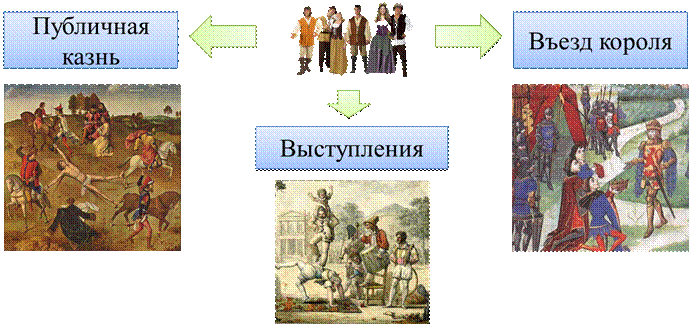 Публичная
казнь
Выступления
Въезд короля